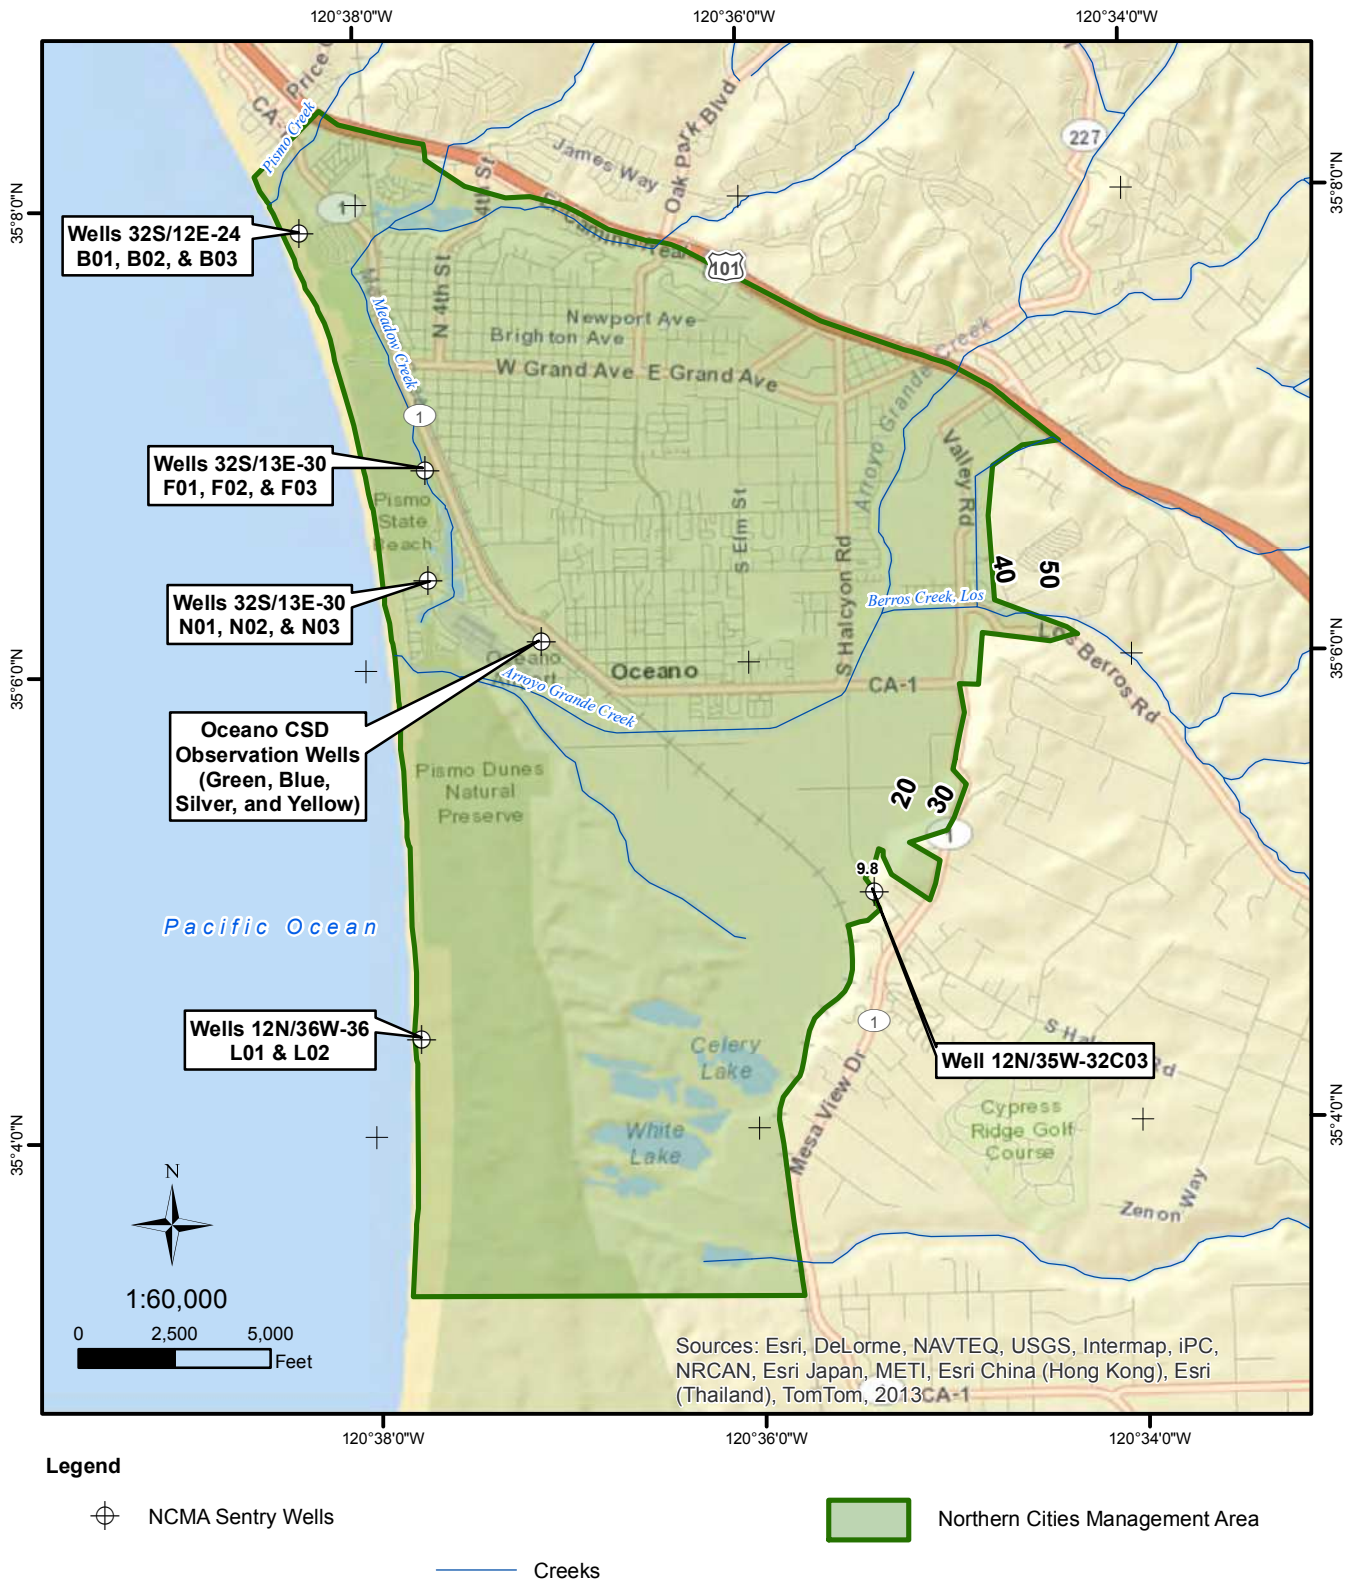 120°38'0"W
120°36'0"W
120°34'0"W
Price C
CA-
Pismo Creek
James Way
Oak Park Blvd
227
35°8'0"N
35°8'0"N
4th St
1
El Camino Real
Wells 32S/12E-24
B01, B02, & B03
101
N 4th St
Meadow Creek
Newport Ave
Brighton Ave
W Grand Ave
E Grand Ave
Arroyo Grande Creek
1
Valley Rd
Wells 32S/13E-30
F01, F02, & F03
Pismo
State
Beach
S Elm St
S Halcyon Rd
40
50
Wells 32S/13E-30
N01, N02, & N03
Berros Creek, Los
Los Berros Rd
35°6'0"N
35°6'0"N
Oceano
Oceano
CA-1
Arroyo Grande Creek
Oceano CSD
Observation Wells
(Green, Blue,
Silver, and Yellow)
Pismo Dunes
Natural
Preserve
20
30
1
9.8
Pacific Ocean
Wells 12N/36W-36
L01 & L02
1
Celery
Lake
Well 12N/35W-32C03
Mesa View Dr
Cypress
Ridge Golf
Course
White
Lake
35°4'0"N
35°4'0"N
Zenon Way
N
1:60,000
0
2,500
5,000
Feet
Sources: Esri, DeLorme, NAVTEQ, USGS, Intermap, iPC,
NRCAN, Esri Japan, METI, Esri China (Hong Kong), Esri
(Thailand), TomTom, 2013
CA-1
120°38'0"W
120°36'0"W
120°34'0"W
Legend
NCMA Sentry Wells
Northern Cities Management Area
Creeks